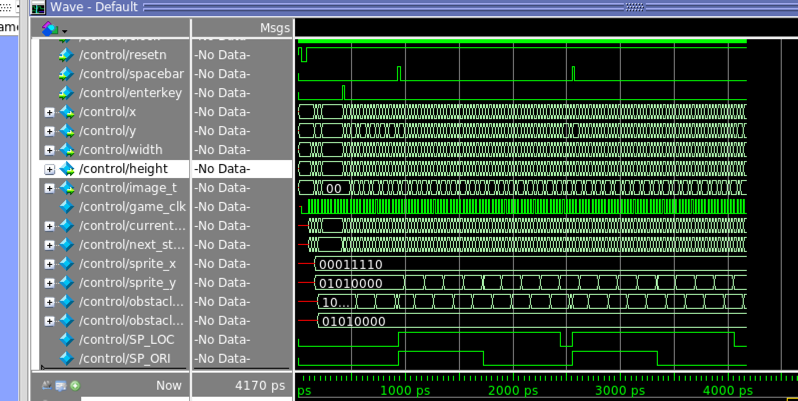 Wave - Default
ame
Msgs
/control/resetn -No Data-
/control/spacebar -No Data-
/control/enterkey -No Data-
/control/x -No Data-
/control/y -No Data-
/control/width -No Data-
/control/height -No Data-
/control/image_t -No Data- 00
/control/game_clk -No Data-
/control/current... -No Data-
/control/next_st... -No Data-
/control/sprite_x -No Data- 00011110
/control/sprite_y -No Data- 01010000
/control/obstacl... -No Data- 10...
/control/obstacl... -No Data- 01010000
/control/SP_LOC -No Data-
/control/SP_ORI -No Data-
Now 4170 ps ps 1000 ps 2000 ps 3000 ps 4000 ps